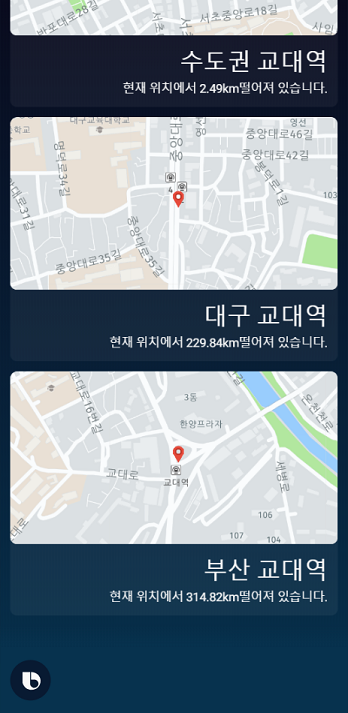 반포대로28길
서초중앙로18길
수도권 교대역
현재 위치에서 2.49km떨어져 있습니다.
대구교육대학교
중앙대로
영선
중앙대로46길
명덕로34길
중앙대로42길
봉덕로1길
103
대로31길
중앙대로35길
중앙대로35길
대구 교대역
현재 위치에서 229.84km떨어져 있습니다.
교대로16번길
3동
한양프라자
온천천로
교대로
교대역
세병로
106
107
104
대로
부산 교대역
현재 위치에서 314.82km떨어져 있습니다.